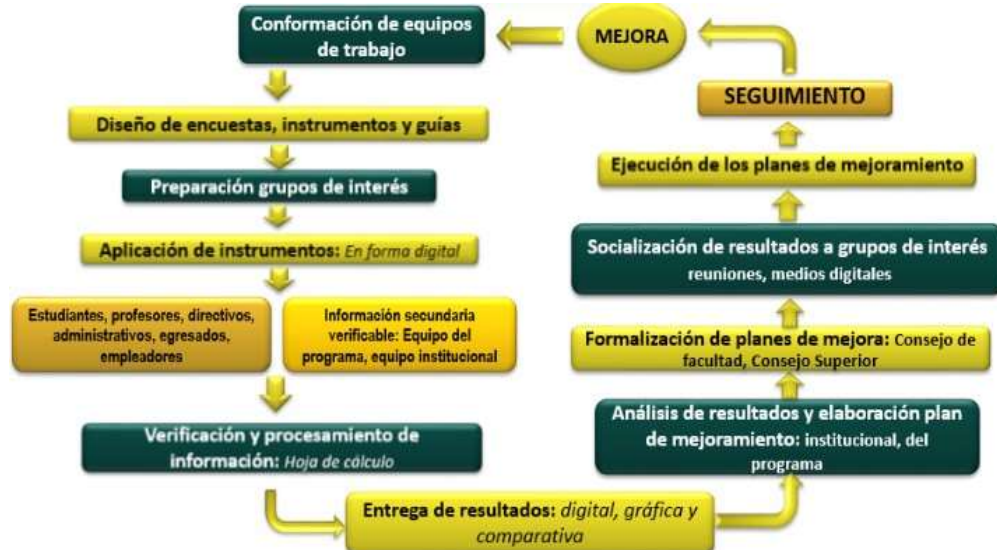 Conformación de equipos
de trabajo
Diseño de encuestas, instrumentos y guías
Preparación grupos de interés
Aplicación de instrumentos: En forma digital
Estudiantes, profesores, directivos,
administrativos, egresados,
empleadores
Información secundaria
verificable: Equipo del
programa, equipo institucional
Verificación y procesamiento de
información: Hoja de cálculo
Entrega de resultados: digital, gráfica y
comparativa
Análisis de resultados y elaboración plan
de mejoramiento: institucional, del
programa
Formalización de planes de mejora: Consejo de
facultad, Consejo Superior
Socialización de resultados a grupos de interés
reuniones, medios digitales
Ejecución de los planes de mejoramiento
SEGUIMIENTO
MEJORA